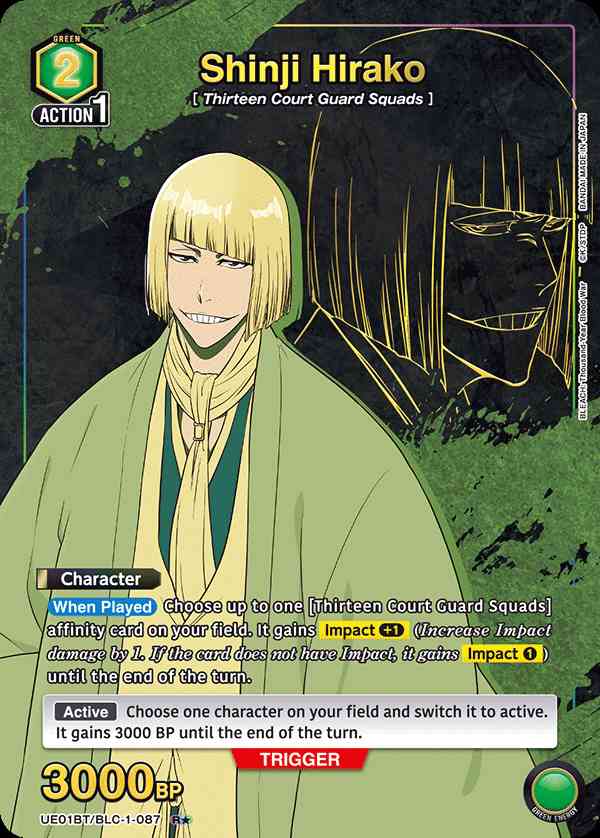 GREEN
2
ACTION 1
Shinji Hirako
[ Thirteen Court Guard Squads ]
BLEACH: Thousand-Year Blood War ©TK/STDP BANDAI MADE IN JAPAN
Character
When Played Choose up to one [Thirteen Court Guard Squads]
affinity card on your field. It gains Impact +1 (Increase Impact
damage by 1. If the card does not have Impact, it gains Impact 1)
until the end of the turn.
Active Choose one character on your field and switch it to active.
It gains 3000 BP until the end of the turn.
TRIGGER
3000BP
GREEN ENERGY
UE01BT/BLC-1-087 R★